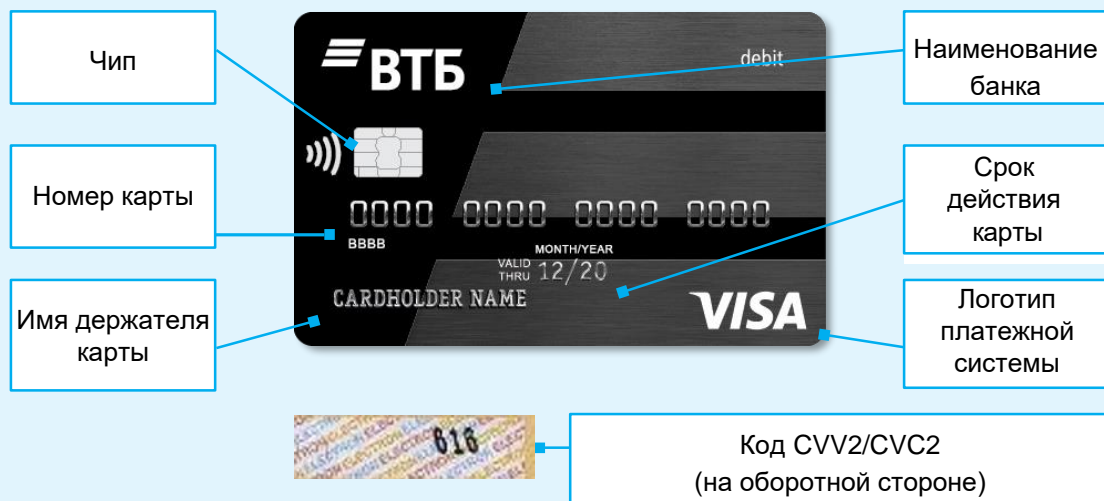 Чип
Номер карты
Имя держателя
карты
ВТБ
debit
0000 0000 0000 0000
BBBB
MONTH/YEAR
VALID
THRU 12/20
CARDHOLDER NAME
VISA
Наименование
банка
Срок
действия
карты
Логотип
платежной
системы
616
Код CVV2/CVC2
(на оборотной стороне)